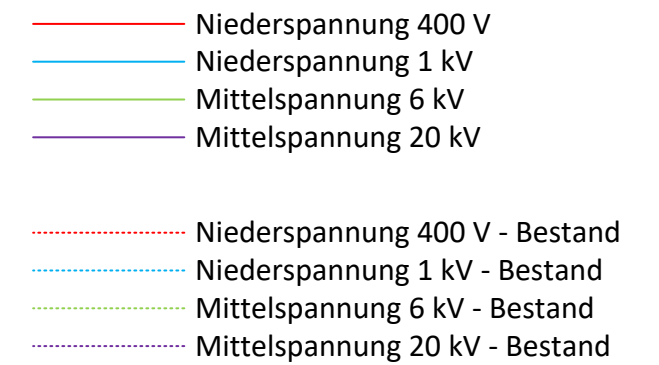 Niederspannung 400 V
Niederspannung 1 kV
Mittelspannung 6 kV
Mittelspannung 20 kV
Niederspannung 400 V - Bestand
Niederspannung 1 kV - Bestand
Mittelspannung 6 kV - Bestand
Mittelspannung 20 kV - Bestand